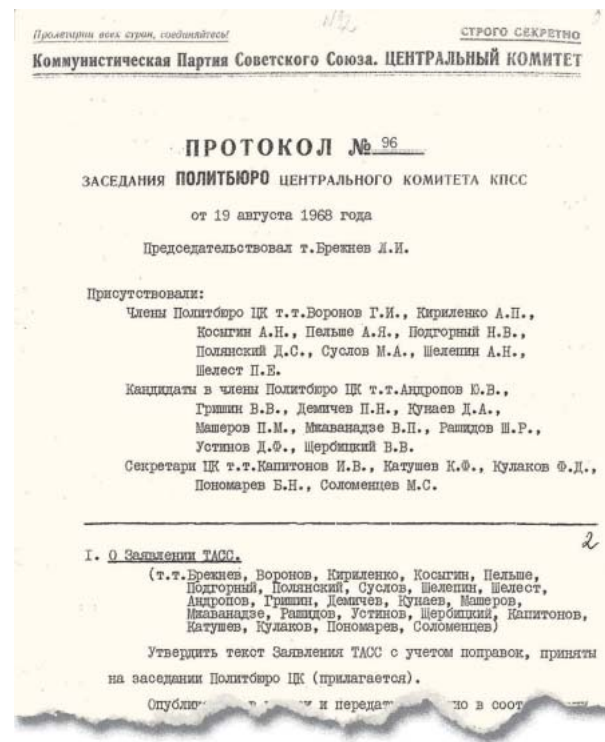 Пролетарии всех стран, соединяйтесь!
СТРОГО СЕКРЕТНО
Коммунистическая Партия Советского Союза. ЦЕНТРАЛЬНЫЙ КОМИТЕТ
ПРОТОКОЛ № 96
ЗАСЕДАНИЯ ПОЛИТБЮРО ЦЕНТРАЛЬНОГО КОМИТЕТА КПСС
от 19 августа 1968 года
Председательствовал т.Брежнев Л.И.
Присутствовали:
Члены Политбюро ЦК т.т.Воронов Г.И., Кириленко А.П.,
Косыгин А.Н., Пельше А.Я., Подгорный Н.В.,
Полянский Д.С., Суслов М.А., Шелепин А.Н.,
Шелест П.Е.
Кандидаты в члены Политбюро ЦК т.т.Андропов Ю.В.,
Гришин В.В., Демичев П.Н., Кунаев Д.А.,
Машеров П.М., Мжаванадзе В.П., Рашидов Ш.Р.,
Устинов Д.Ф., Щербицкий В.В.
Секретари ЦК т.т.Капитонов И.В., Катушев К.Ф., Кулаков Ф.Д.,
Пономарев Б.Н., Соломенцев М.С.
2
I. О Заявлении ТАСС.
(т.т.Брежнев, Воронов, Кириленко, Косыгин, Пельше,
Подгорный, Полянский, Суслов, Шелепин, Шелест,
Андропов, Гришин, Демичев, Кунаев, Машеров,
Мжаванадзе, Рашидов, Устинов, Щербицкий, Капитонов,
Катушев, Кулаков, Пономарев, Соломенцев)
Утвердить текст Заявления ТАСС с учетом поправок, приняты
на заседании Политбюро ЦК (прилагается).
и